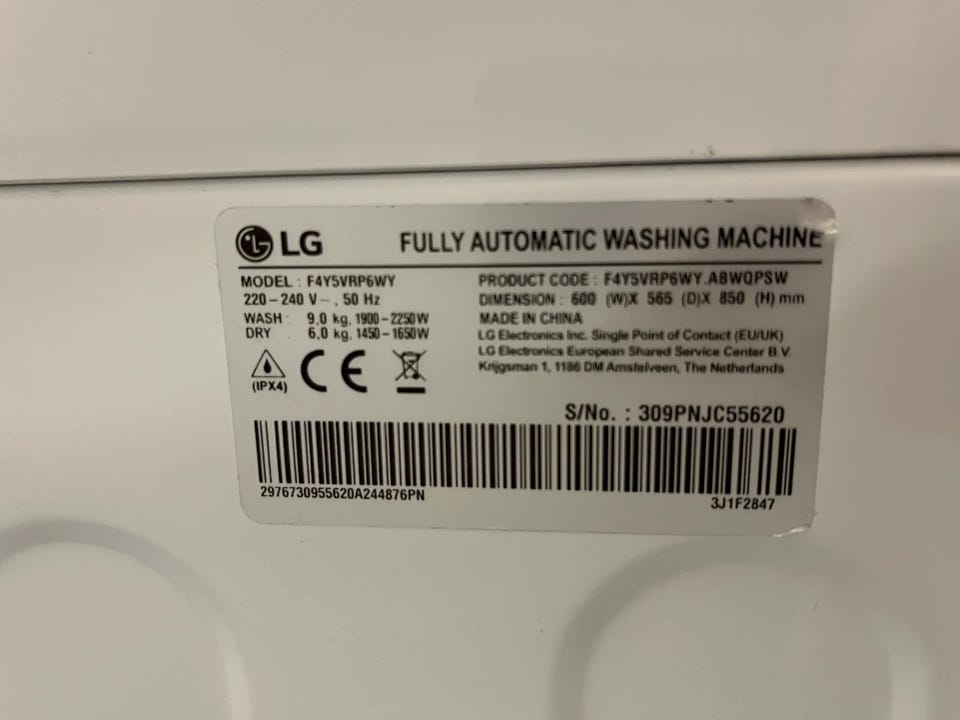 LG FULLY AUTOMATIC WASHING MACHINE
MODEL : F4Y5VRP6WY
220-240 V~, 50 Hz
WASH : 9,0 kg, 1900-2250W
DRY : 6,0 kg, 1450-1650W
(IPX4)
CE
PRODUCT CODE : F4Y5VRP6WY.ABWQPSW
DIMENSION : 600 (W)X 565 (D)X 850 (H) mm
MADE IN CHINA
LG Electronics Inc. Single Point of Contact (EU/UK)
LG Electronics European Shared Service Center B.V
Krijgsman 1, 1186 DM Amstelveen, The Netherlands
S/No. : 309PNJC55620
2976730955620A244876PN
3J1F2847